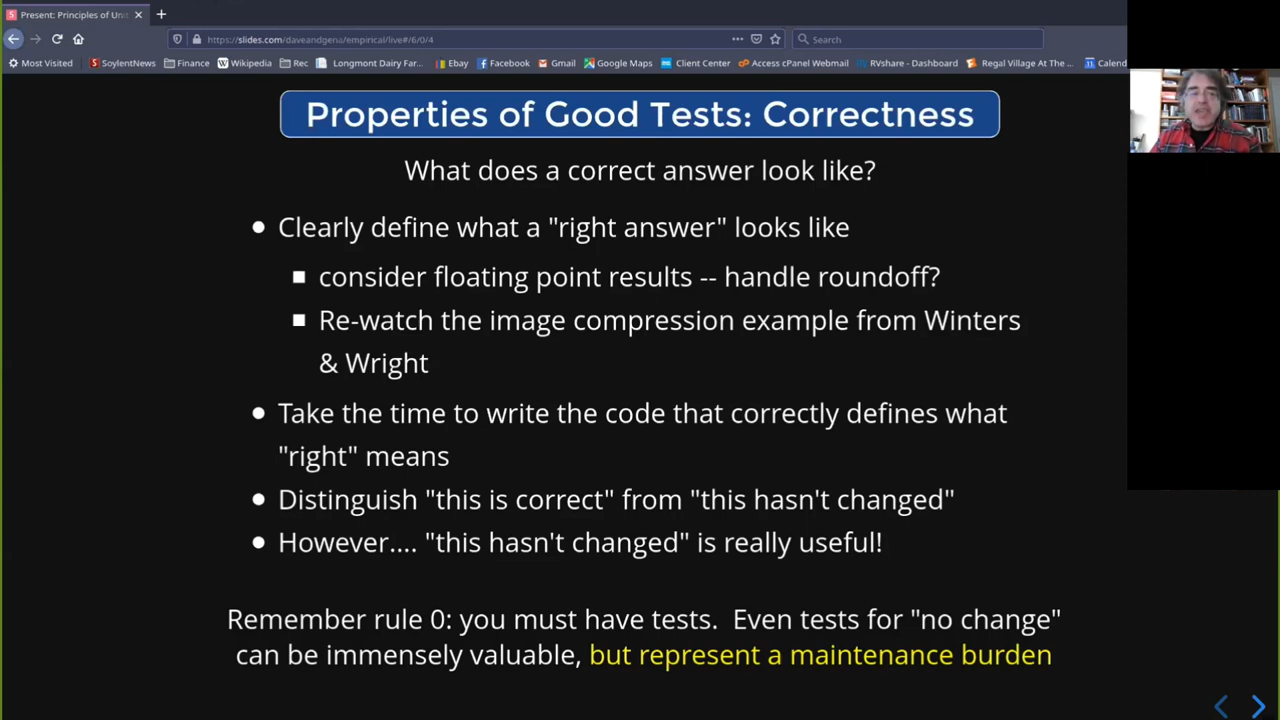 Present: Principles of Unit
https://slides.com/daveandgena/empirical/live#/6/0/4
Search
Most Visited
SoylentNews
Finance
Wikipedia
Rec
Longmont Dairy Far...
Ebay
Facebook
Gmail
Google Maps
Client Center
Access cPanel Webmail
RVshare - Dashboard
Regal Village At The ...
Calend
Properties of Good Tests: Correctness
What does a correct answer look like?
Clearly define what a "right answer" looks like
consider floating point results -- handle roundoff?
Re-watch the image compression example from Winters
& Wright
Take the time to write the code that correctly defines what
"right" means
Distinguish "this is correct" from "this hasn't changed"
However.... "this hasn't changed" is really useful!
Remember rule 0: you must have tests. Even tests for "no change"
can be immensely valuable, but represent a maintenance burden